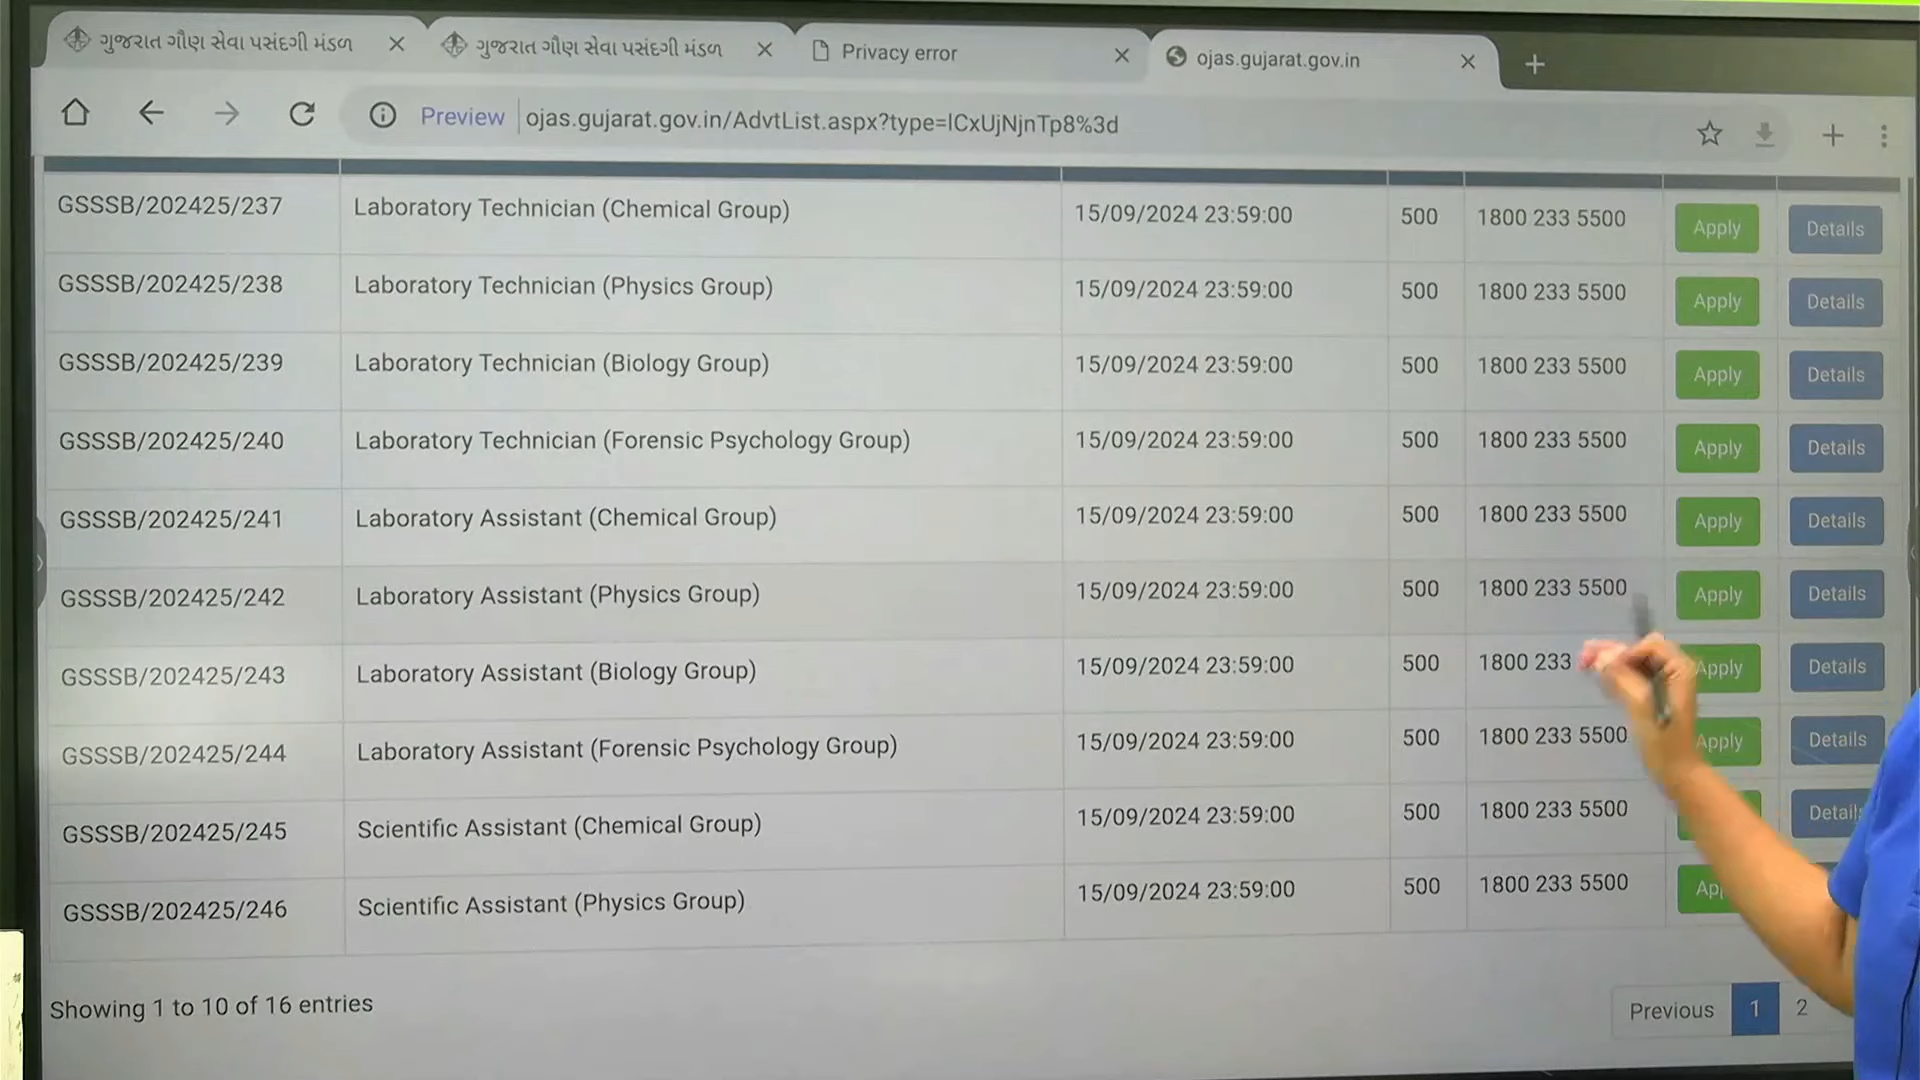 ગુજરાત ગૌણ સેવા પસંદગી મંડળ ગુજરાત ગૌણ સેવા પસંદગી મંડળ Privacy error ojas.gujarat.gov.in
Preview ojas.gujarat.gov.in/AdvtList.aspx?type=lCxUjNjnTp8%3d
GSSSB/202425/237 Laboratory Technician (Chemical Group) 15/09/2024 23:59:00 500 1800 233 5500 Apply Details
GSSSB/202425/238 Laboratory Technician (Physics Group) 15/09/2024 23:59:00 500 1800 233 5500 Apply Details
GSSSB/202425/239 Laboratory Technician (Biology Group) 15/09/2024 23:59:00 500 1800 233 5500 Apply Details
GSSSB/202425/240 Laboratory Technician (Forensic Psychology Group) 15/09/2024 23:59:00 500 1800 233 5500 Apply Details
GSSSB/202425/241 Laboratory Assistant (Chemical Group) 15/09/2024 23:59:00 500 1800 233 5500 Apply Details
GSSSB/202425/242 Laboratory Assistant (Physics Group) 15/09/2024 23:59:00 500 1800 233 5500 Apply Details
GSSSB/202425/243 Laboratory Assistant (Biology Group) 15/09/2024 23:59:00 500 1800 233 Apply Details
GSSSB/202425/244 Laboratory Assistant (Forensic Psychology Group) 15/09/2024 23:59:00 500 1800 233 5500 Apply Details
GSSSB/202425/245 Scientific Assistant (Chemical Group) 15/09/2024 23:59:00 500 1800 233 5500 Details
GSSSB/202425/246 Scientific Assistant (Physics Group) 15/09/2024 23:59:00 500 1800 233 5500
Showing 1 to 10 of 16 entries Previous 1 2